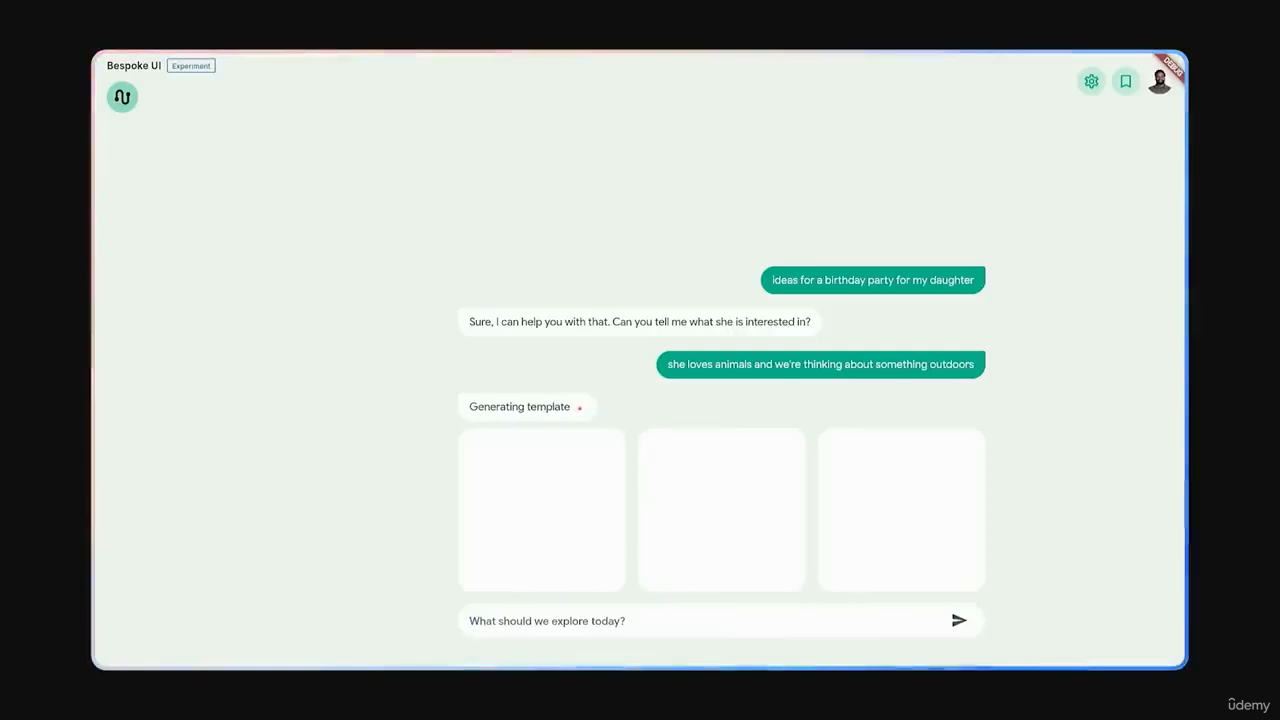 Bespoke UI Experiment
DEBUG
ideas for a birthday party for my daughter
Sure, I can help you with that. Can you tell me what she is interested in?
she loves animals and we're thinking about something outdoors
Generating template
What should we explore today?
ûdemy